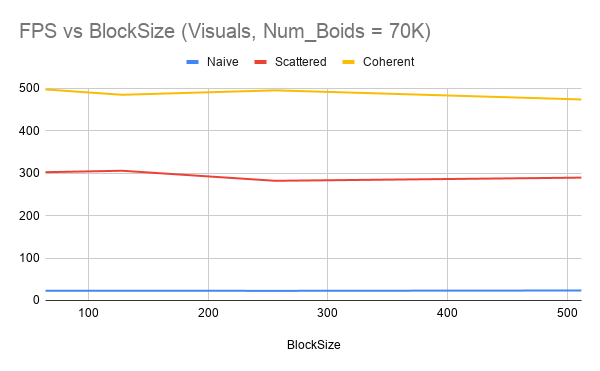 FPS vs BlockSize (Visuals, Num_Boids = 70K)
Naive Scattered Coherent
500
400
300
200
100
0
100 200 300 400 500
BlockSize